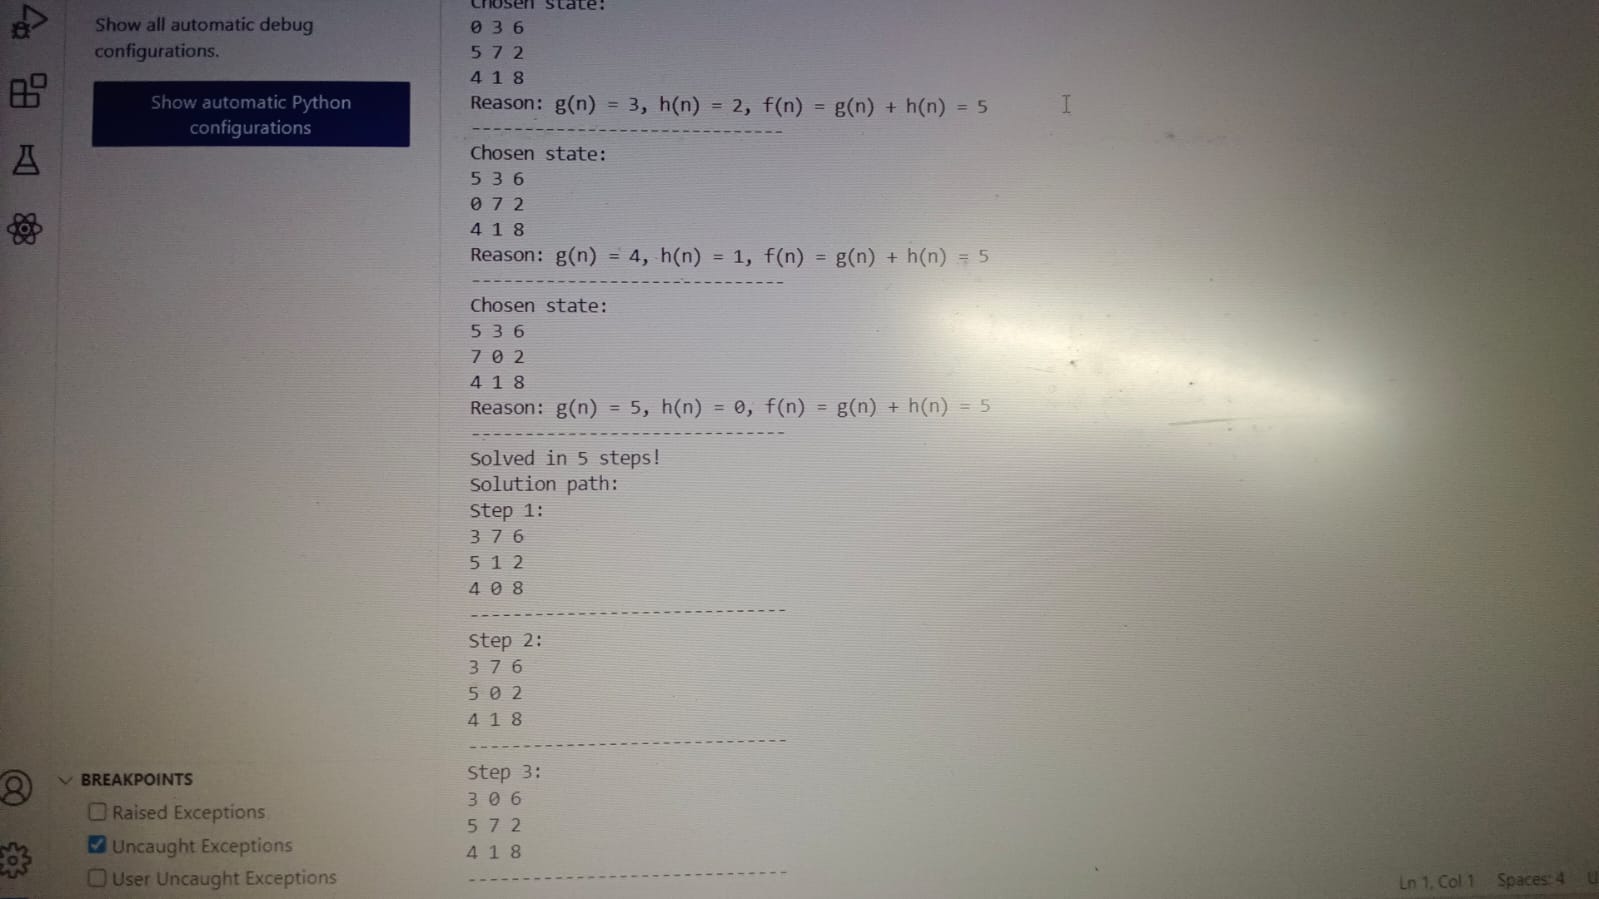 Show all automatic debug
configurations.
Show automatic Python
configurations
BREAKPOINTS
Raised Exceptions
Uncaught Exceptions
User Uncaught Exceptions
Chosen state:
0 3 6
5 7 2
4 1 8
Reason: g(n) = 3, h(n) = 2, f(n) = g(n) + h(n) = 5
------------------------------
Chosen state:
5 3 6
0 7 2
4 1 8
Reason: g(n) = 4, h(n) = 1, f(n) = g(n) + h(n) = 5
------------------------------
Chosen state:
5 3 6
7 0 2
4 1 8
Reason: g(n) = 5, h(n) = 0, f(n) = g(n) + h(n) = 5
------------------------------
Solved in 5 steps!
Solution path:
Step 1:
3 7 6
5 1 2
4 0 8
------------------------------
Step 2:
3 7 6
5 0 2
4 1 8
------------------------------
Step 3:
3 0 6
5 7 2
4 1 8
------------------------------
Ln 1, Col 1 Spaces: 4